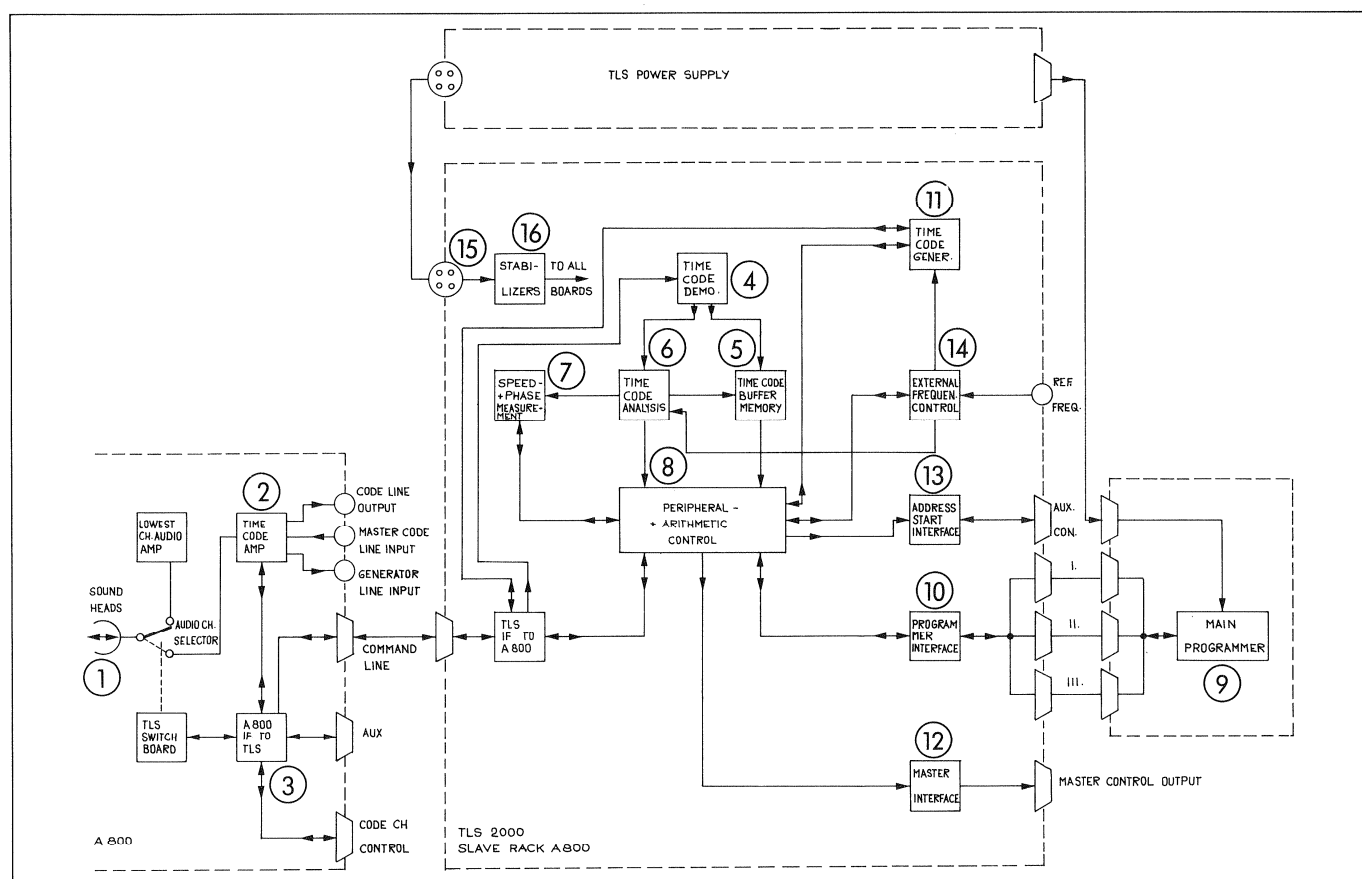 TLS POWER SUPPLY
11
TIME
CODE
GENER.
15
16
STABI-
LIZERS
TO ALL
BOARDS
TIME
CODE
DEMO.
4
6
5
14
7
SPEED-
+ PHASE
MEASURE-
MENT
TIME
CODE
ANALYSIS
TIME CODE
BUFFER
MEMORY
EXTERNAL
FREQUEN.
CONTROL
REF.
FREQ.
8
13
PERIPHERAL -
+ ARITHMETIC
CONTROL
ADDRESS
START
INTERFACE
AUX.
CON.
2
CODE LINE
OUTPUT
LOWEST
CH. AUDIO
AMP
TIME
CODE
AMP
MASTER CODE
LINE INPUT
GENERATOR
LINE INPUT
SOUND
HEADS
AUDIO CH.
SELECTOR
1
COMMAND
LINE
TLS
IF TO
A 800
10
PROGRAM
MER
INTERFACE
I.
II.
III.
MAIN
PROGRAMMER
9
TLS
SWITCH
BOARD
A 800
IF TO
TLS
AUX
3
12
MASTER
INTERFACE
MASTER CONTROL OUTPUT
CODE CH
CONTROL
A 800
TLS 2000
SLAVE RACK A800